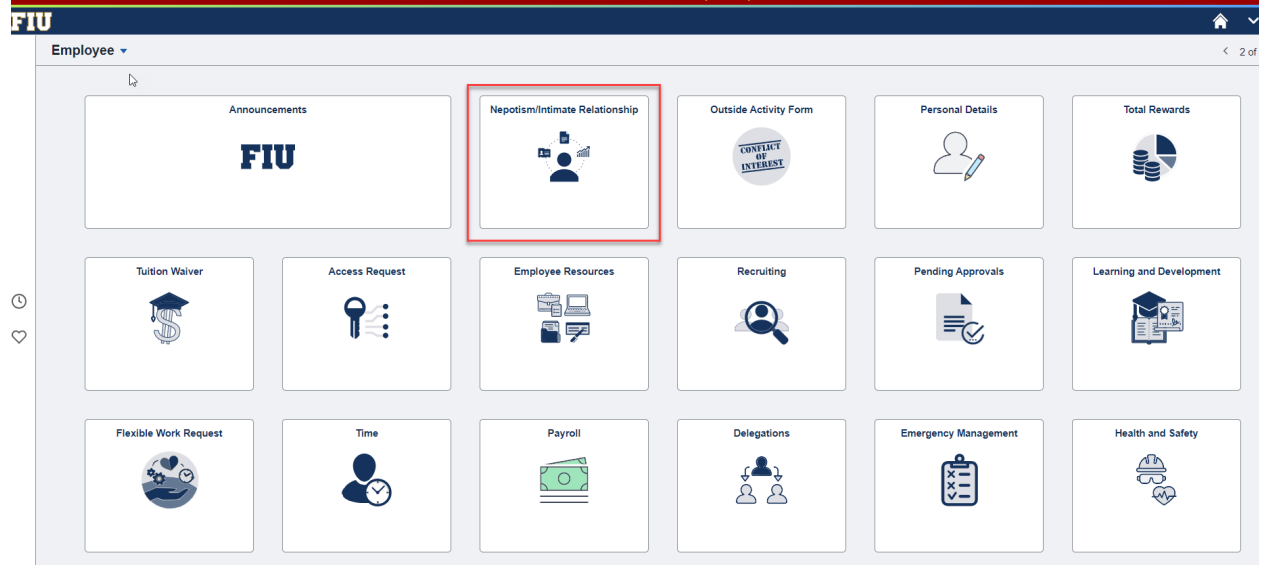 FIU
Employee
2 of
Announcements
FIU
Nepotism/Intimate Relationship
Outside Activity Form
CONFLICT
OF
INTEREST
Personal Details
Total Rewards
Tuition Waiver
Access Request
Employee Resources
Recruiting
Pending Approvals
Learning and Development
Flexible Work Request
Time
Payroll
Delegations
Emergency Management
Health and Safety